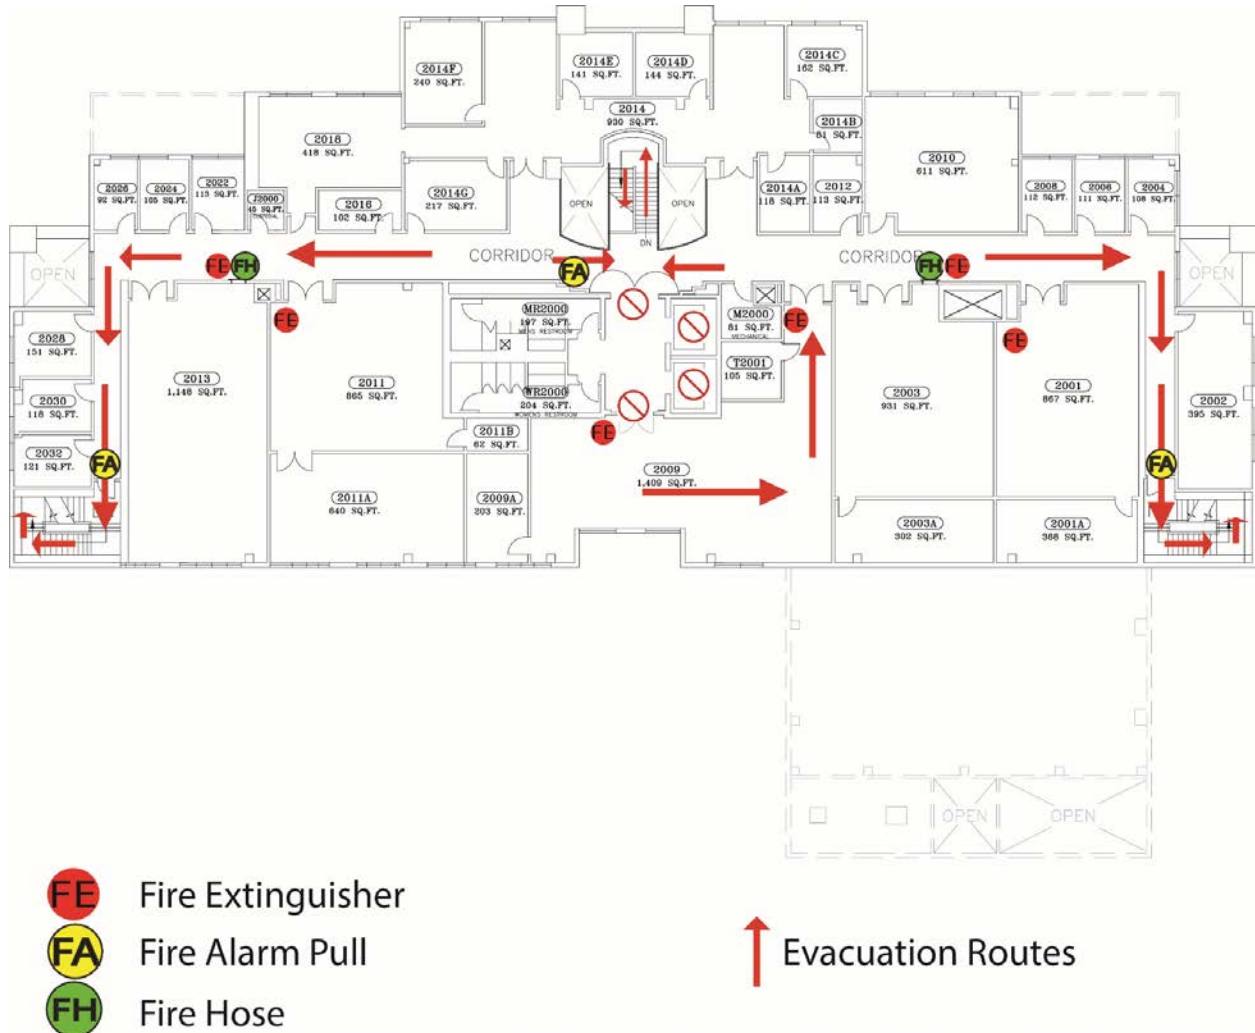 2014F
240 SQ.FT.
2014E
141 SQ.FT.
2014D
144 SQ.FT.
2014C
162 SQ.FT.
2014
930 SQ.FT.
2014B
81 SQ.FT.
2018
418 SQ.FT.
2010
611 SQ.FT.
2026
92 SQ.FT.
2024
105 SQ.FT.
2022
113 SQ.FT.
J2000
45 SQ.FT.
CUSTODIAL
2016
102 SQ.FT.
2014G
217 SQ.FT.
OPEN
OPEN
DN
2014A
118 SQ.FT.
2012
113 SQ.FT.
2008
112 SQ.FT.
2006
111 SQ.FT.
2004
108 SQ.FT.
OPEN
FE
FH
CORRIDOR
FA
CORRIDOR
FH
FE
OPEN
FE
MR2000
197 SQ.FT.
MENS RESTROOM
M2000
81 SQ.FT.
MECHANICAL
FE
FE
2028
151 SQ.FT.
2013
1,146 SQ.FT.
2011
865 SQ.FT.
T2001
105 SQ.FT.
2003
931 SQ.FT.
2001
867 SQ.FT.
2002
395 SQ.FT.
2030
118 SQ.FT.
WR2000
204 SQ.FT.
WOMENS RESTROOM
2011B
62 SQ.FT.
FE
2032
121 SQ.FT.
FA
2009
1,409 SQ.FT.
FA
2011A
640 SQ.FT.
2009A
203 SQ.FT.
2003A
302 SQ.FT.
2001A
368 SQ.FT.
OPEN
OPEN
FE Fire Extinguisher
FA Fire Alarm Pull
Evacuation Routes
FH Fire Hose